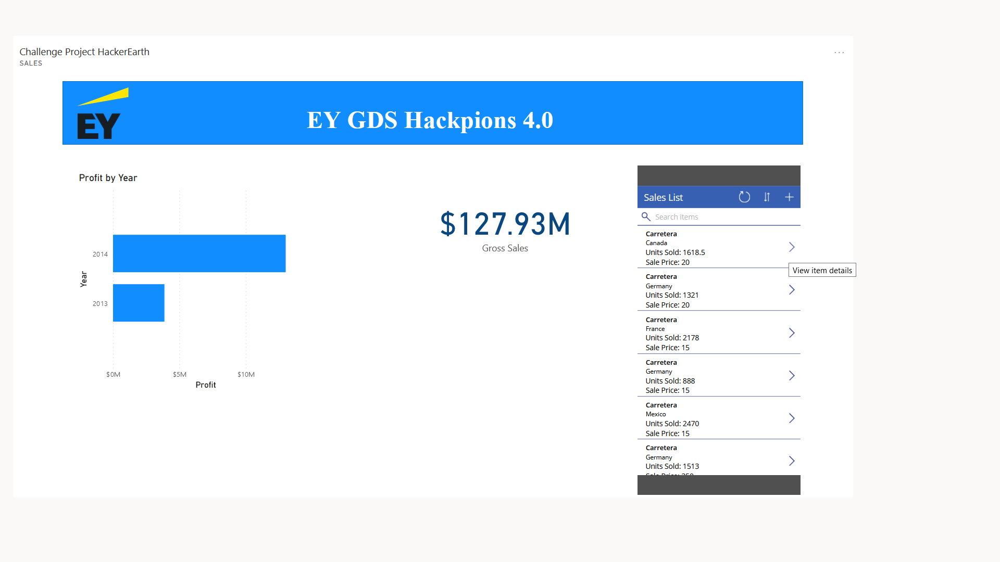 Challenge Project HackerEarth
SALES
EY
EY GDS Hackpions 4.0
Profit by Year
2014
2013
Year
$0M
$5M
$10M
Profit
$127.93M
Gross Sales
Sales List
Search items
Carretera
Canada
Units Sold: 1618.5
Sale Price: 20
View item details
Carretera
Germany
Units Sold: 1321
Sale Price: 20
Carretera
France
Units Sold: 2178
Sale Price: 15
Carretera
Germany
Units Sold: 888
Sale Price: 15
Carretera
Mexico
Units Sold: 2470
Sale Price: 15
Carretera
Germany
Units Sold: 1513
Sale Price: 350